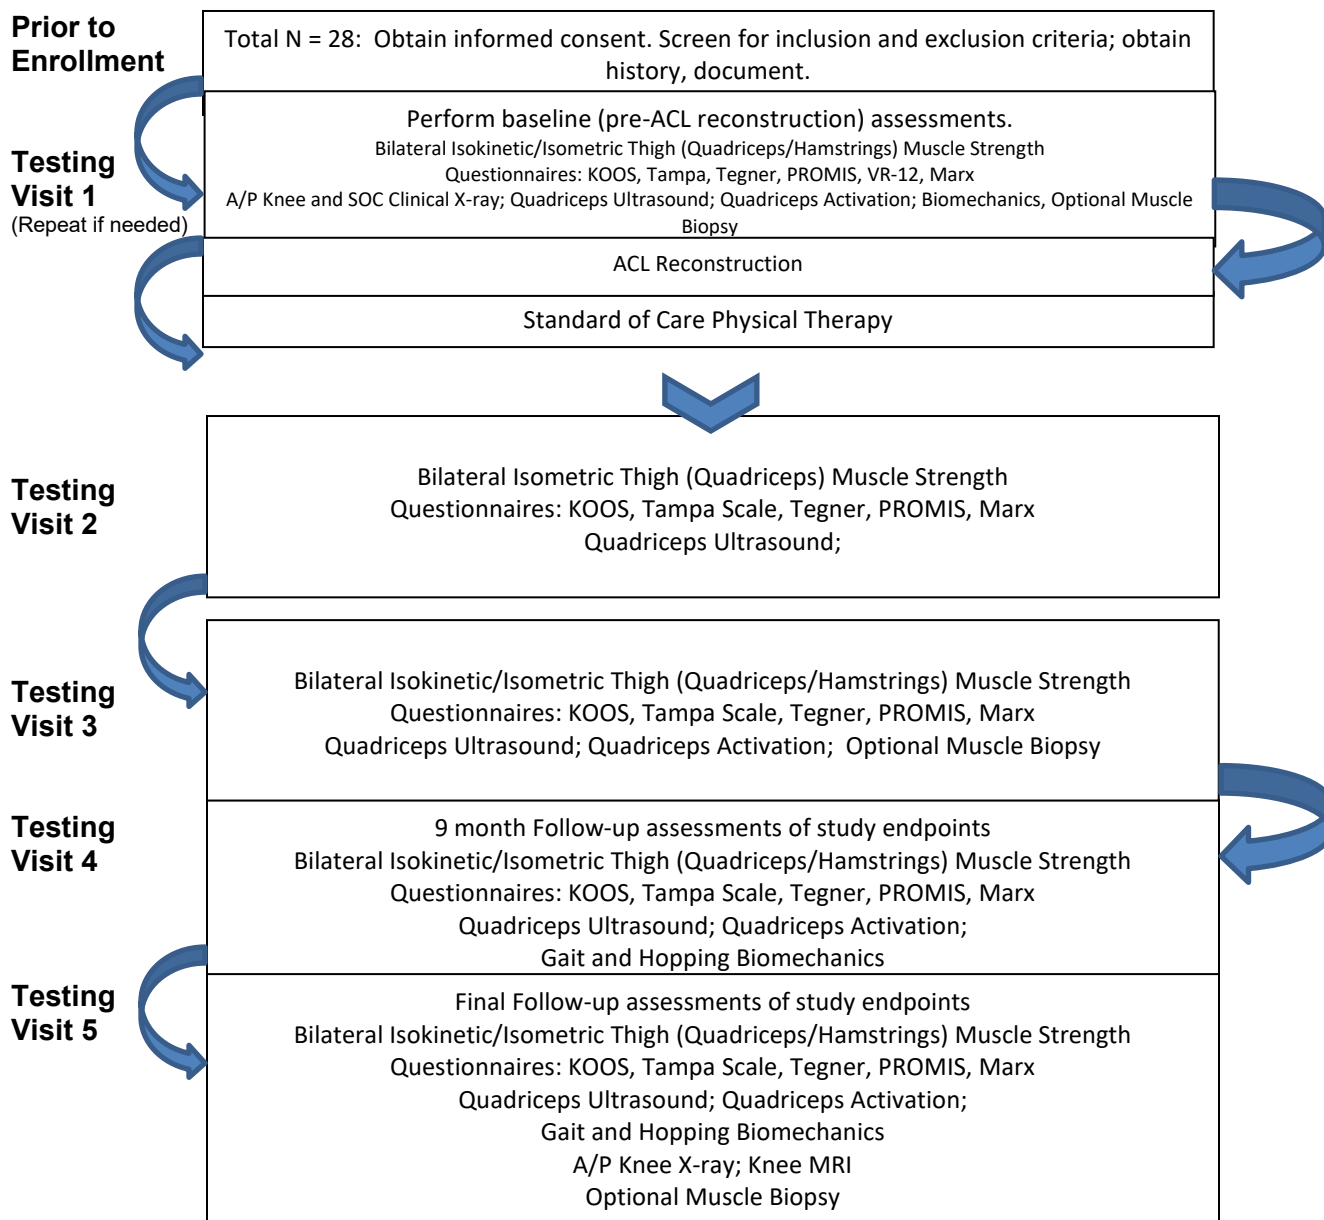 Prior to
Enrollment
Total N = 28:  Obtain informed consent. Screen for inclusion and exclusion criteria; obtain
history, document.
Testing
Visit 1
(Repeat if needed)
Perform baseline (pre-ACL reconstruction) assessments.
Bilateral Isokinetic/Isometric Thigh (Quadriceps/Hamstrings) Muscle Strength
Questionnaires: KOOS, Tampa, Tegner, PROMIS, VR-12, Marx
A/P Knee and SOC Clinical X-ray; Quadriceps Ultrasound; Quadriceps Activation; Biomechanics, Optional Muscle
Biopsy
ACL Reconstruction
Standard of Care Physical Therapy
Testing
Visit 2
Bilateral Isometric Thigh (Quadriceps) Muscle Strength
Questionnaires: KOOS, Tampa Scale, Tegner, PROMIS, Marx
Quadriceps Ultrasound;
Testing
Visit 3
Bilateral Isokinetic/Isometric Thigh (Quadriceps/Hamstrings) Muscle Strength
Questionnaires: KOOS, Tampa Scale, Tegner, PROMIS, Marx
Quadriceps Ultrasound; Quadriceps Activation;  Optional Muscle Biopsy
Testing
Visit 4
9 month Follow-up assessments of study endpoints
Bilateral Isokinetic/Isometric Thigh (Quadriceps/Hamstrings) Muscle Strength
Questionnaires: KOOS, Tampa Scale, Tegner, PROMIS, Marx
Quadriceps Ultrasound; Quadriceps Activation;
Gait and Hopping Biomechanics
Testing
Visit 5
Final Follow-up assessments of study endpoints
Bilateral Isokinetic/Isometric Thigh (Quadriceps/Hamstrings) Muscle Strength
Questionnaires: KOOS, Tampa Scale, Tegner, PROMIS, Marx
Quadriceps Ultrasound; Quadriceps Activation;
Gait and Hopping Biomechanics
A/P Knee X-ray; Knee MRI
Optional Muscle Biopsy